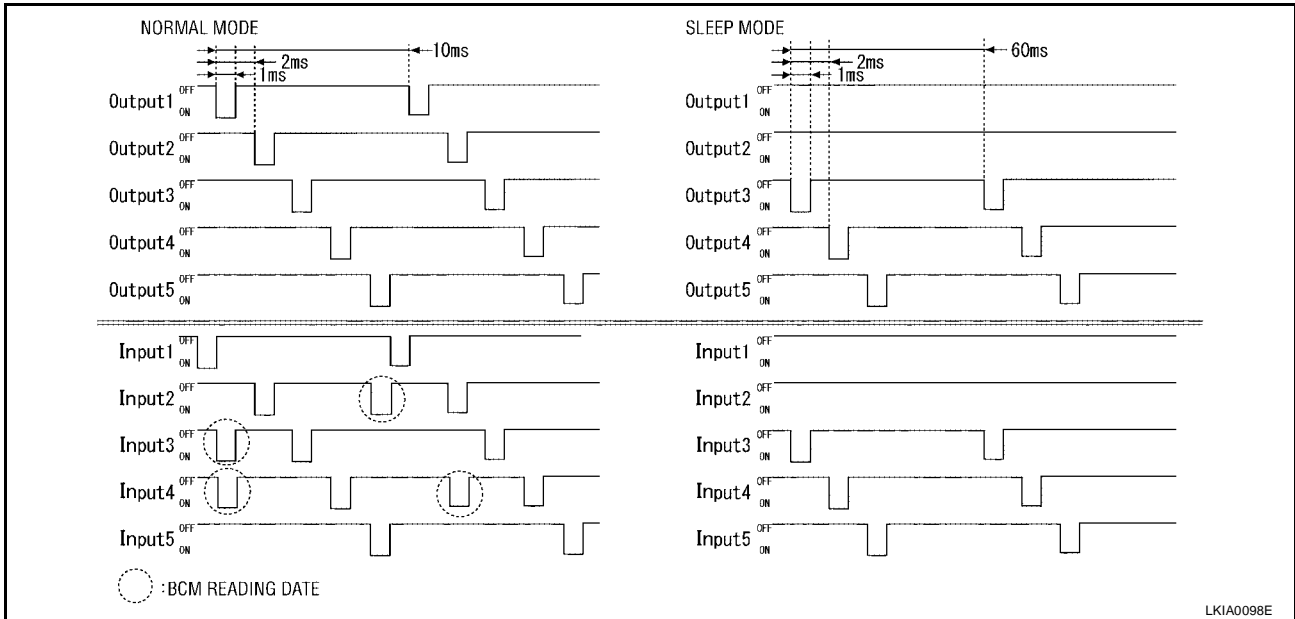 NORMAL MODE
10ms
2ms
1ms
Output1 OFF ON
Output2 OFF ON
Output3 OFF ON
Output4 OFF ON
Output5 OFF ON
Input1 OFF ON
Input2 OFF ON
Input3 OFF ON
Input4 OFF ON
Input5 OFF ON
:BCM READING DATE
SLEEP MODE
60ms
2ms
1ms
Output1 OFF ON
Output2 OFF ON
Output3 OFF ON
Output4 OFF ON
Output5 OFF ON
Input1 OFF ON
Input2 OFF ON
Input3 OFF ON
Input4 OFF ON
Input5 OFF ON
LKIA0098E